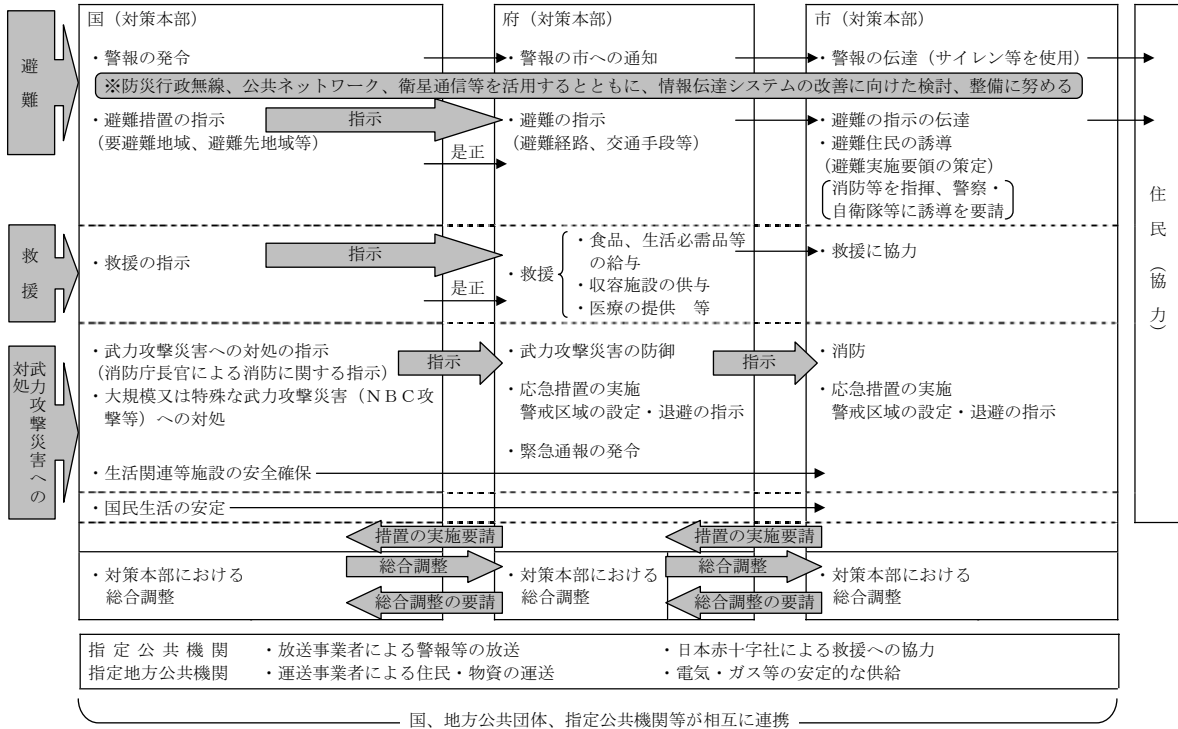 国（対策本部）
府（対策本部）
市（対策本部）
避難
・警報の発令
・警報の市への通知
・警報の伝達（サイレン等を使用）
※防災行政無線、公共ネットワーク、衛星通信等を活用するとともに、情報伝達システムの改善に向けた検討、整備に努める
・避難措置の指示
（要避難地域、避難先地域等）
指示
是正
・避難の指示
（避難経路、交通手段等）
・避難の指示の伝達
・避難住民の誘導
（避難実施要領の策定）
消防等を指揮、警察・
自衛隊等に誘導を要請
住民（協力）
救援
・救援の指示
指示
是正
・救援
・食品、生活必需品等
の給与
・収容施設の供与
・医療の提供　等
・救援に協力
武力攻撃災害への
対処
・武力攻撃災害への対処の指示
（消防庁長官による消防に関する指示）
・大規模又は特殊な武力攻撃災害（ＮＢＣ攻
撃等）への対処
指示
・武力攻撃災害の防御
・応急措置の実施
警戒区域の設定・退避の指示
・緊急通報の発令
指示
・消防
・応急措置の実施
警戒区域の設定・退避の指示
・生活関連等施設の安全確保
・国民生活の安定
措置の実施要請
措置の実施要請
総合調整
総合調整
・対策本部における
総合調整
・対策本部における
総合調整
・対策本部における
総合調整
総合調整の要請
総合調整の要請
指定公共機関
・放送事業者による警報等の放送
・日本赤十字社による救援への協力
指定地方公共機関
・運送事業者による住民・物資の運送
・電気・ガス等の安定的な供給
国、地方公共団体、指定公共機関等が相互に連携